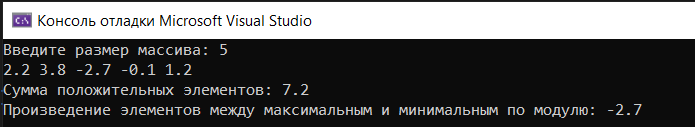 Консоль отладки Microsoft Visual Studio
Введите размер массива: 5
2.2 3.8 -2.7 -0.1 1.2
Сумма положительных элементов: 7.2
Произведение элементов между максимальным и минимальным по модулю: -2.7